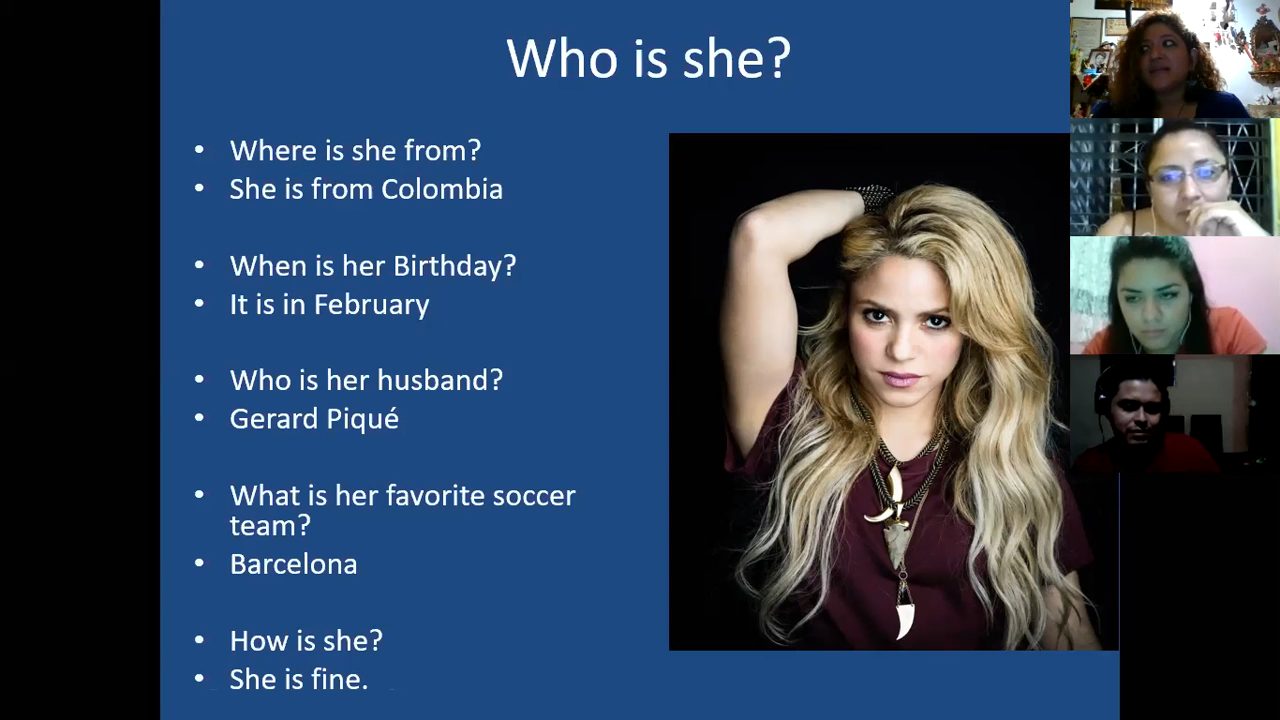 Who is she?
• Where is she from?
• She is from Colombia
• When is her Birthday?
• It is in February
• Who is her husband?
• Gerard Piqué
• What is her favorite soccer
team?
• Barcelona
• How is she?
• She is fine.